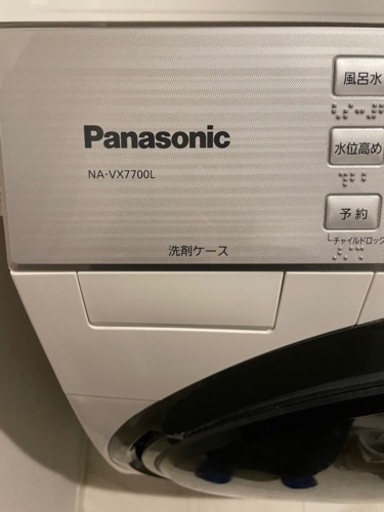 風呂水
Panasonic
水位高め
NA-VX7700L
予約
チャイルドロック
洗剤ケース